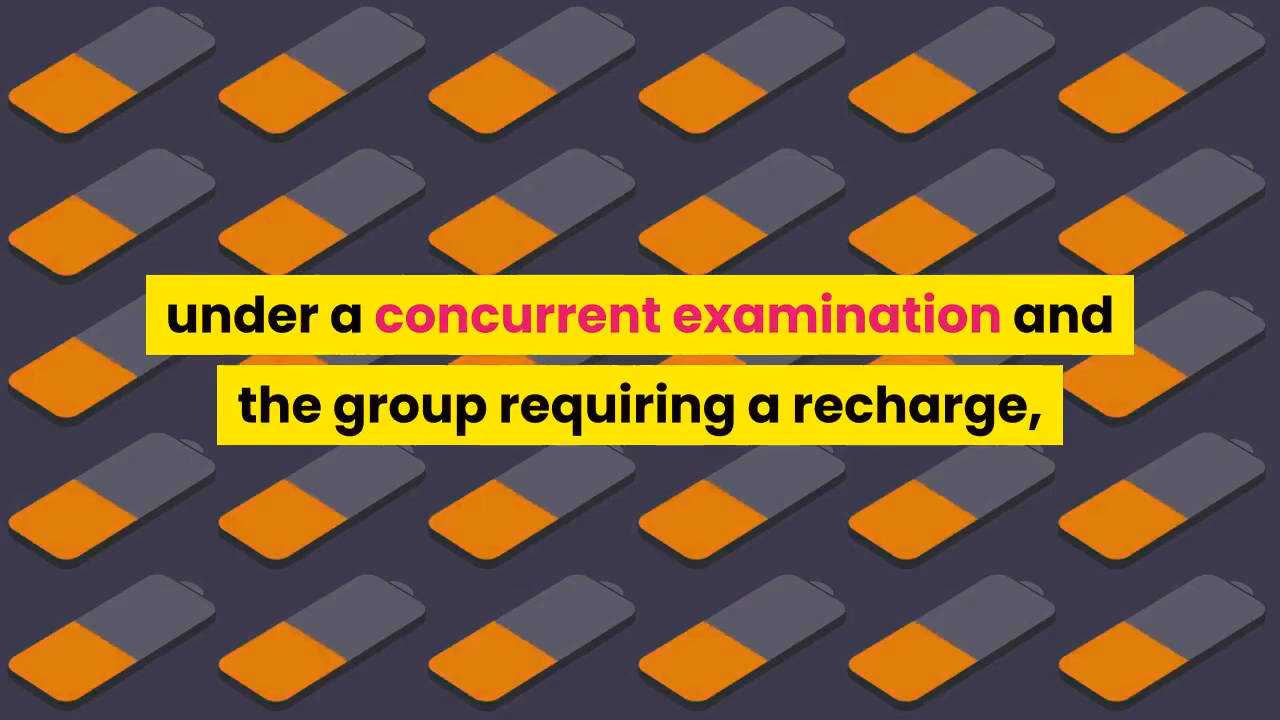 under a concurrent examination and
the group requiring a recharge,